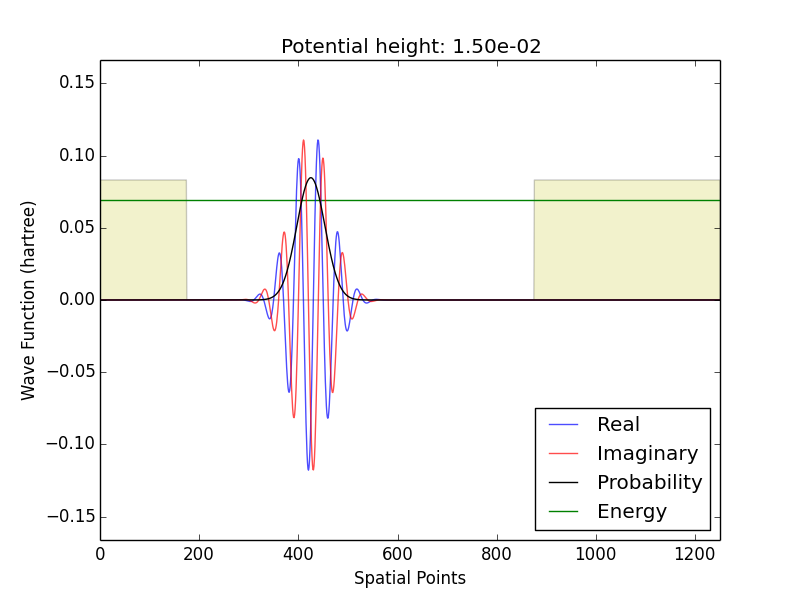 Potential height: 1.50e-02
Wave Function (hartree)
0.15
0.10
0.05
0.00
−0.05
−0.10
−0.15
Real
Imaginary
Probability
Energy
0 200 400 600 800 1000 1200
Spatial Points